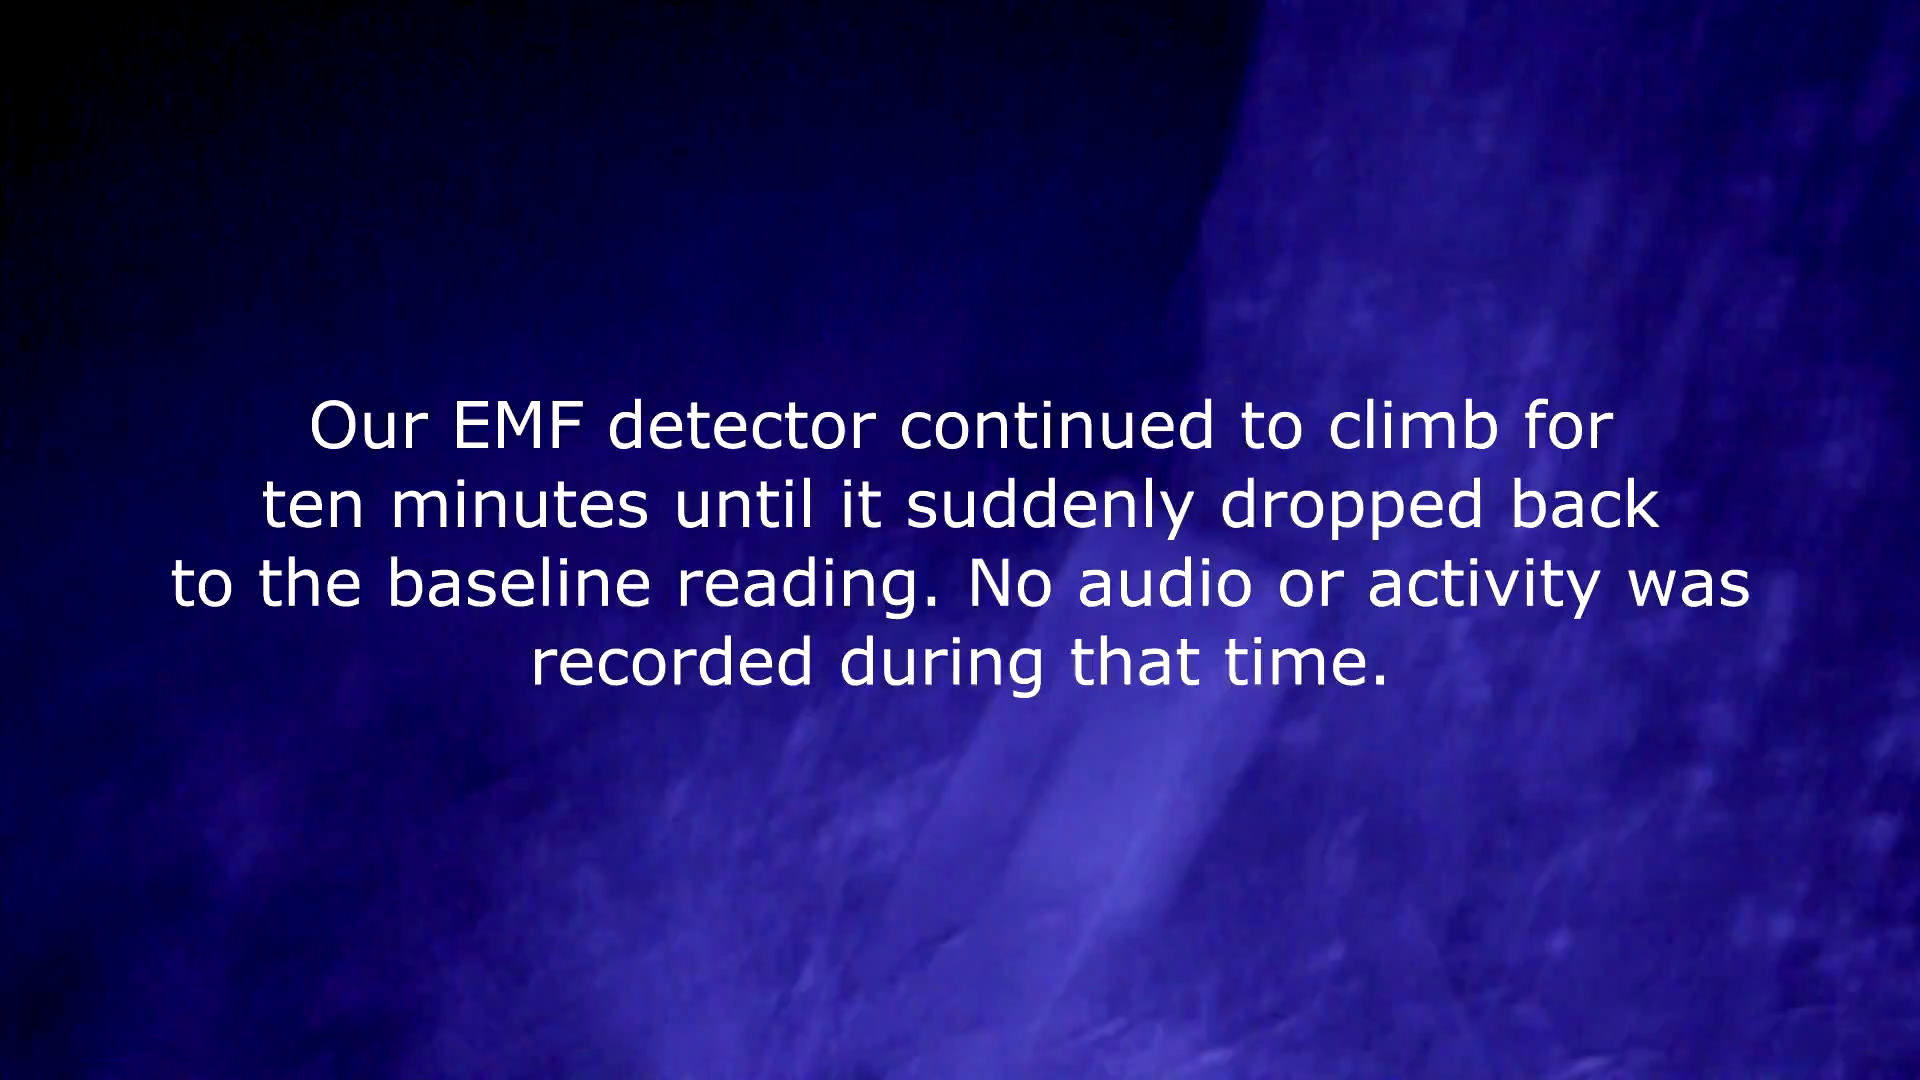 Our EMF detector continued to climb for
ten minutes until it suddenly dropped back
to the baseline reading. No audio or activity was
recorded during that time.